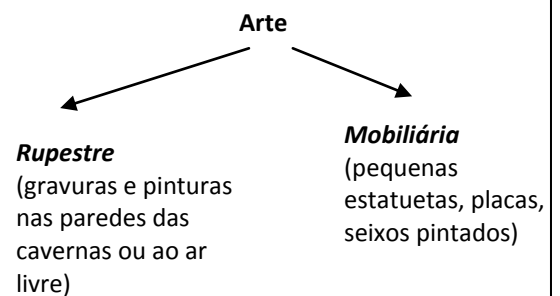 Arte
Rupestre
(gravuras e pinturas
nas paredes das
cavernas ou ao ar
livre)
Mobiliária
(pequenas
estatuetas, placas,
seixos pintados)